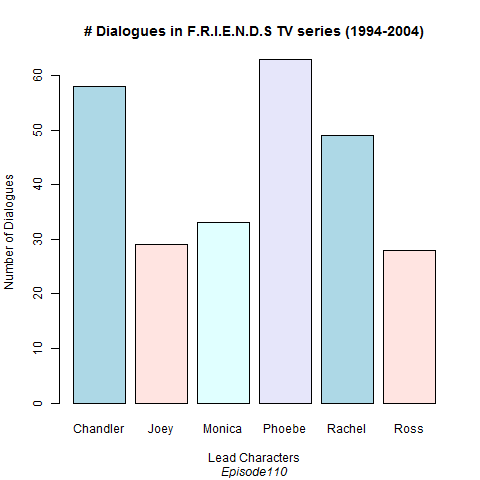 # Dialogues in F.R.I.E.N.D.S TV series (1994-2004)
Number of Dialogues
60
50
40
30
20
10
0
Chandler Joey Monica Phoebe Rachel Ross
Lead Characters
Episode110